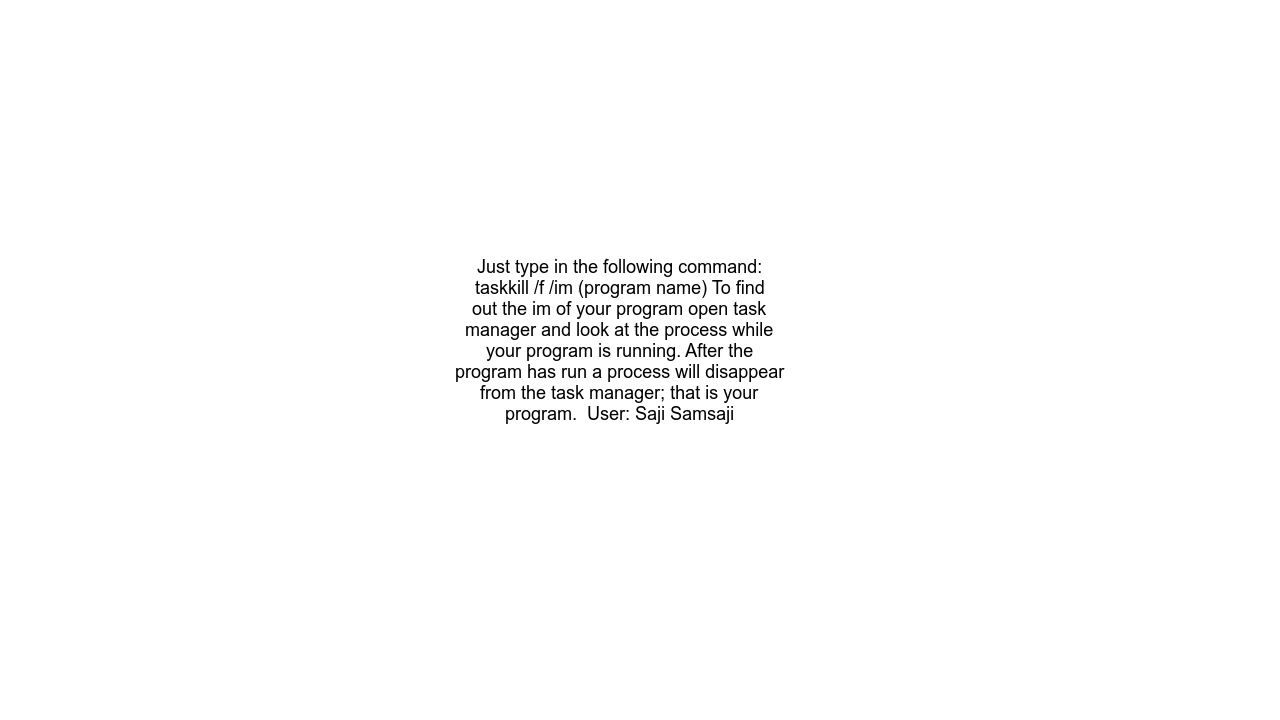 Just type in the following command:
taskkill /f /im (program name) To find
out the im of your program open task
manager and look at the process while
your program is running. After the
program has run a process will disappear
from the task manager; that is your
program.  User: Saji Samsaji